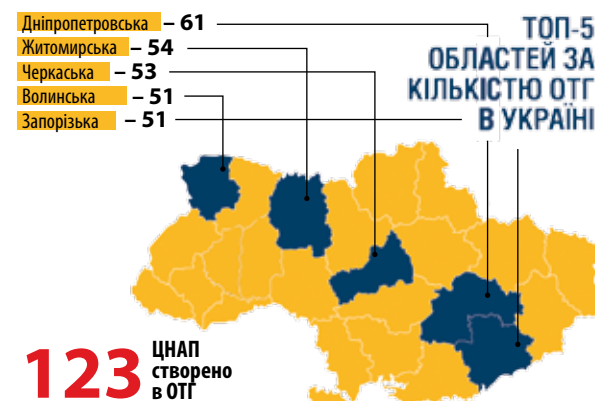 Дніпропетровська – 61
Житомирська – 54
Черкаська – 53
Волинська – 51
Запорізька – 51
ТОП-5
ОБЛАСТЕЙ ЗА
КІЛЬКІСТЮ ОТГ
В УКРАЇНІ
123 ЦНАП
створено
в ОТГ